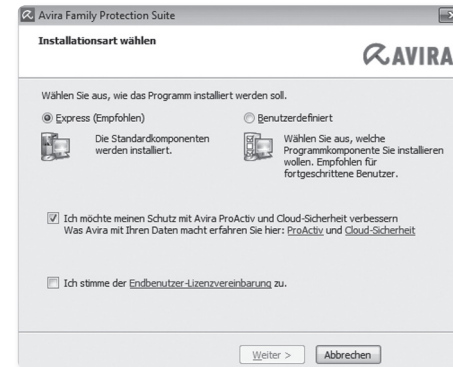 Avira Family Protection Suite
Installationsart wählen
AVIRA
Wählen Sie aus, wie das Programm installiert werden soll.
Express (Empfohlen)
Benutzerdefiniert
Die Standardkomponenten
werden installiert.
Wählen Sie aus, welche
Programmkomponente Sie installieren
wollen. Empfohlen für
fortgeschrittene Benutzer.
Ich möchte meinen Schutz mit Avira ProActiv und Cloud-Sicherheit verbessern
Was Avira mit Ihren Daten macht erfahren Sie hier: ProActiv und Cloud-Sicherheit
Ich stimme der Endbenutzer-Lizenzvereinbarung zu.
Weiter >
Abbrechen